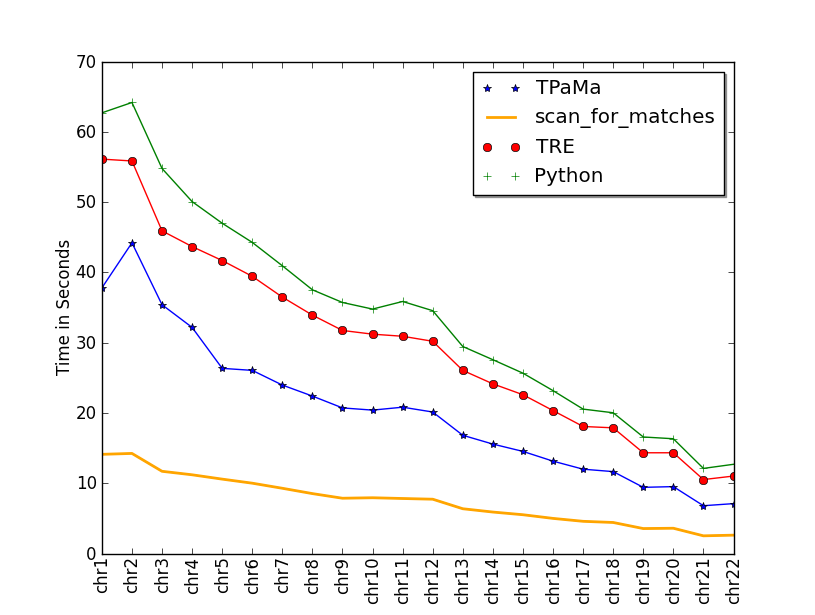 70
60
50
40
30
20
10
0
Time in Seconds
TPaMa
scan_for_matches
TRE
Python
chr1
chr2
chr3
chr4
chr5
chr6
chr7
chr8
chr9
chr10
chr11
chr12
chr13
chr14
chr15
chr16
chr17
chr18
chr19
chr20
chr21
chr22